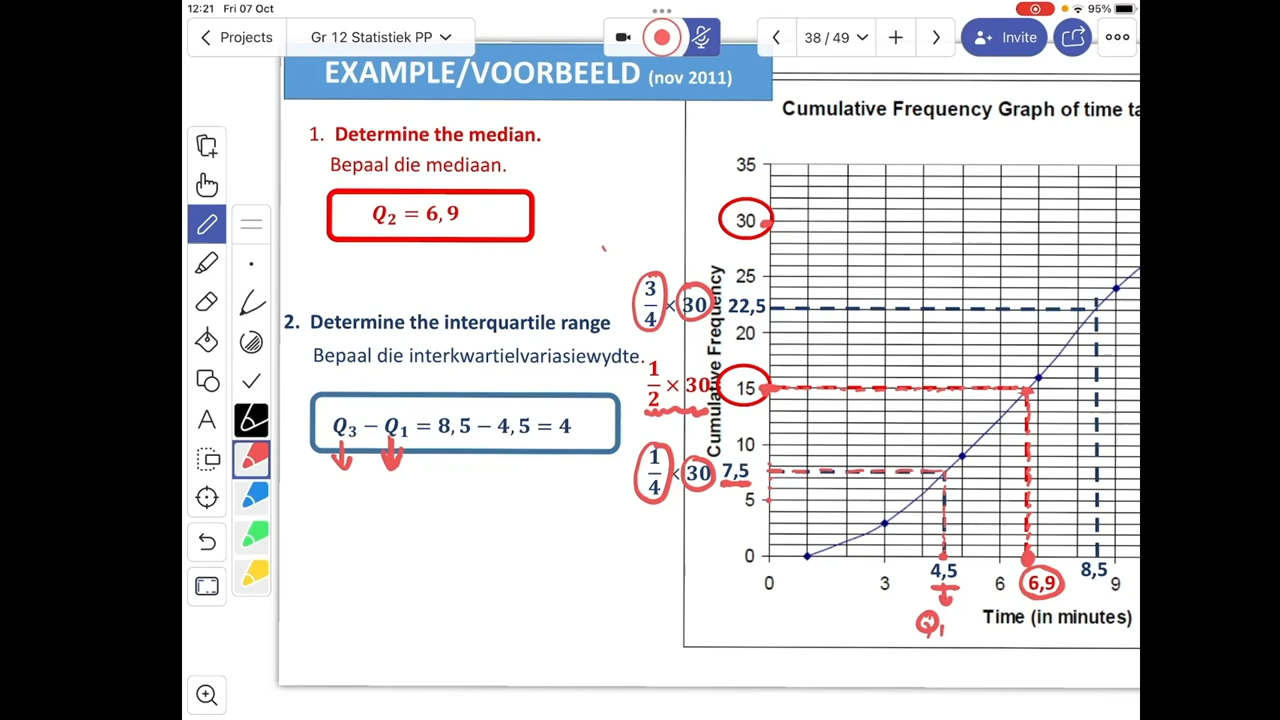 12:21 Fri 07 Oct
95%
Projects
Gr 12 Statistiek PP
38 / 49
Invite
EXAMPLE/VOORBEELD (nov 2011)
1. Determine the median.
Bepaal die mediaan.
Q₂ = 6,9
2. Determine the interquartile range
Bepaal die interkwartielvariasiewydte.
Q₃ − Q₁ = 8,5 − 4,5 = 4
Cumulative Frequency Graph of time ta
Cumulative Frequency
35
30
25
3/4 × 30 22,5
20
1/2 × 30 15
10
1/4 × 30 7,5
5
0
4,5 6,9 8,5
0 3 6 9
Q₁
Time (in minutes)
A